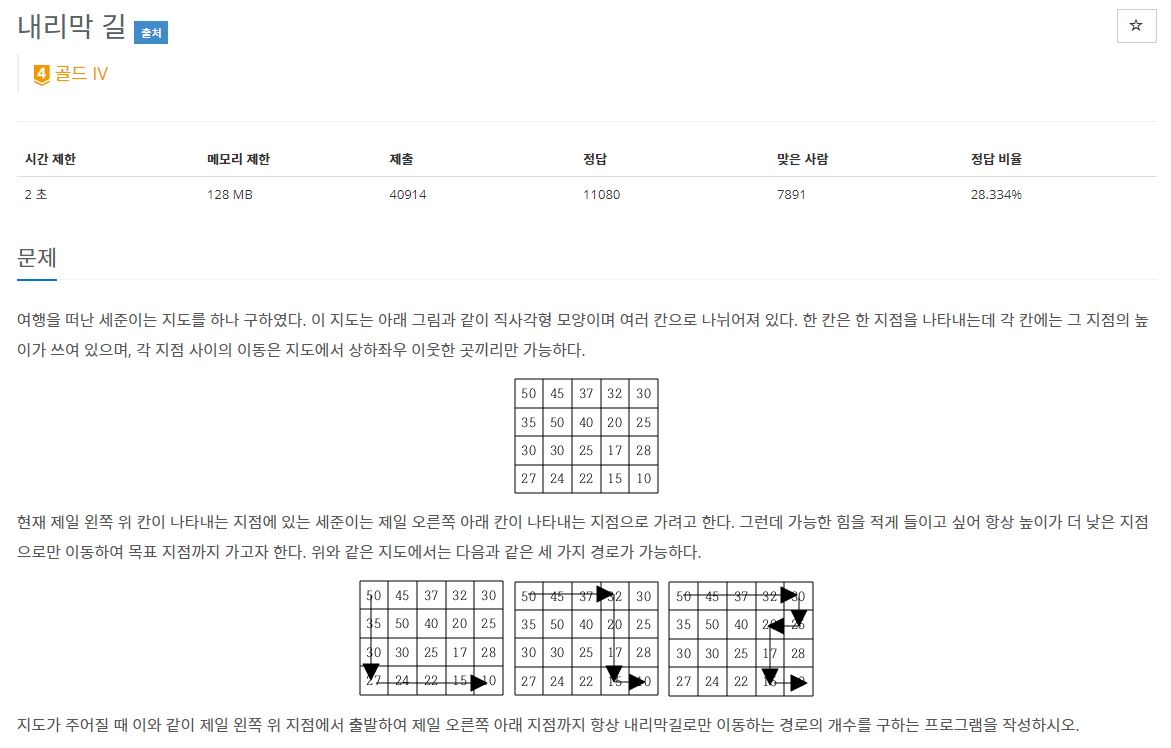 내리막 길 출처
☆
4 골드 IV
시간 제한 메모리 제한 제출 정답 맞은 사람 정답 비율
2 초 128 MB 40914 11080 7891 28.334%
문제
여행을 떠난 세준이는 지도를 하나 구하였다. 이 지도는 아래 그림과 같이 직사각형 모양이며 여러 칸으로 나뉘어져 있다. 한 칸은 한 지점을 나타내는데 각 칸에는 그 지점의 높
이가 쓰여 있으며, 각 지점 사이의 이동은 지도에서 상하좌우 이웃한 곳끼리만 가능하다.
50 45 37 32 30
35 50 40 20 25
30 30 25 17 28
27 24 22 15 10
현재 제일 왼쪽 위 칸이 나타내는 지점에 있는 세준이는 제일 오른쪽 아래 칸이 나타내는 지점으로 가려고 한다. 그런데 가능한 힘을 적게 들이고 싶어 항상 높이가 더 낮은 지점
으로만 이동하여 목표 지점까지 가고자 한다. 위와 같은 지도에서는 다음과 같은 세 가지 경로가 가능하다.
50 45 37 32 30 50 45 37 32 30 50 45 37 32 30
35 50 40 20 25 35 50 40 20 25 35 50 40 20 25
30 30 25 17 28 30 30 25 17 28 30 30 25 17 28
27 24 22 15 10 27 24 22 15 10 27 24 22 15 10
지도가 주어질 때 이와 같이 제일 왼쪽 위 지점에서 출발하여 제일 오른쪽 아래 지점까지 항상 내리막길로만 이동하는 경로의 개수를 구하는 프로그램을 작성하시오.